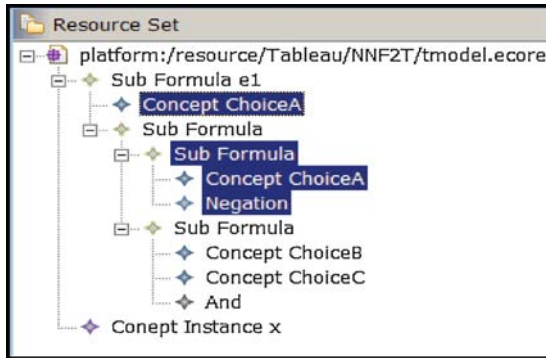 Resource Set
platform:/resource/Tableau/NNF2T/tmodel.ecore
Sub Formula e1
Concept ChoiceA
Sub Formula
Sub Formula
Concept ChoiceA
Negation
Sub Formula
Concept ChoiceB
Concept ChoiceC
And
Conept Instance x